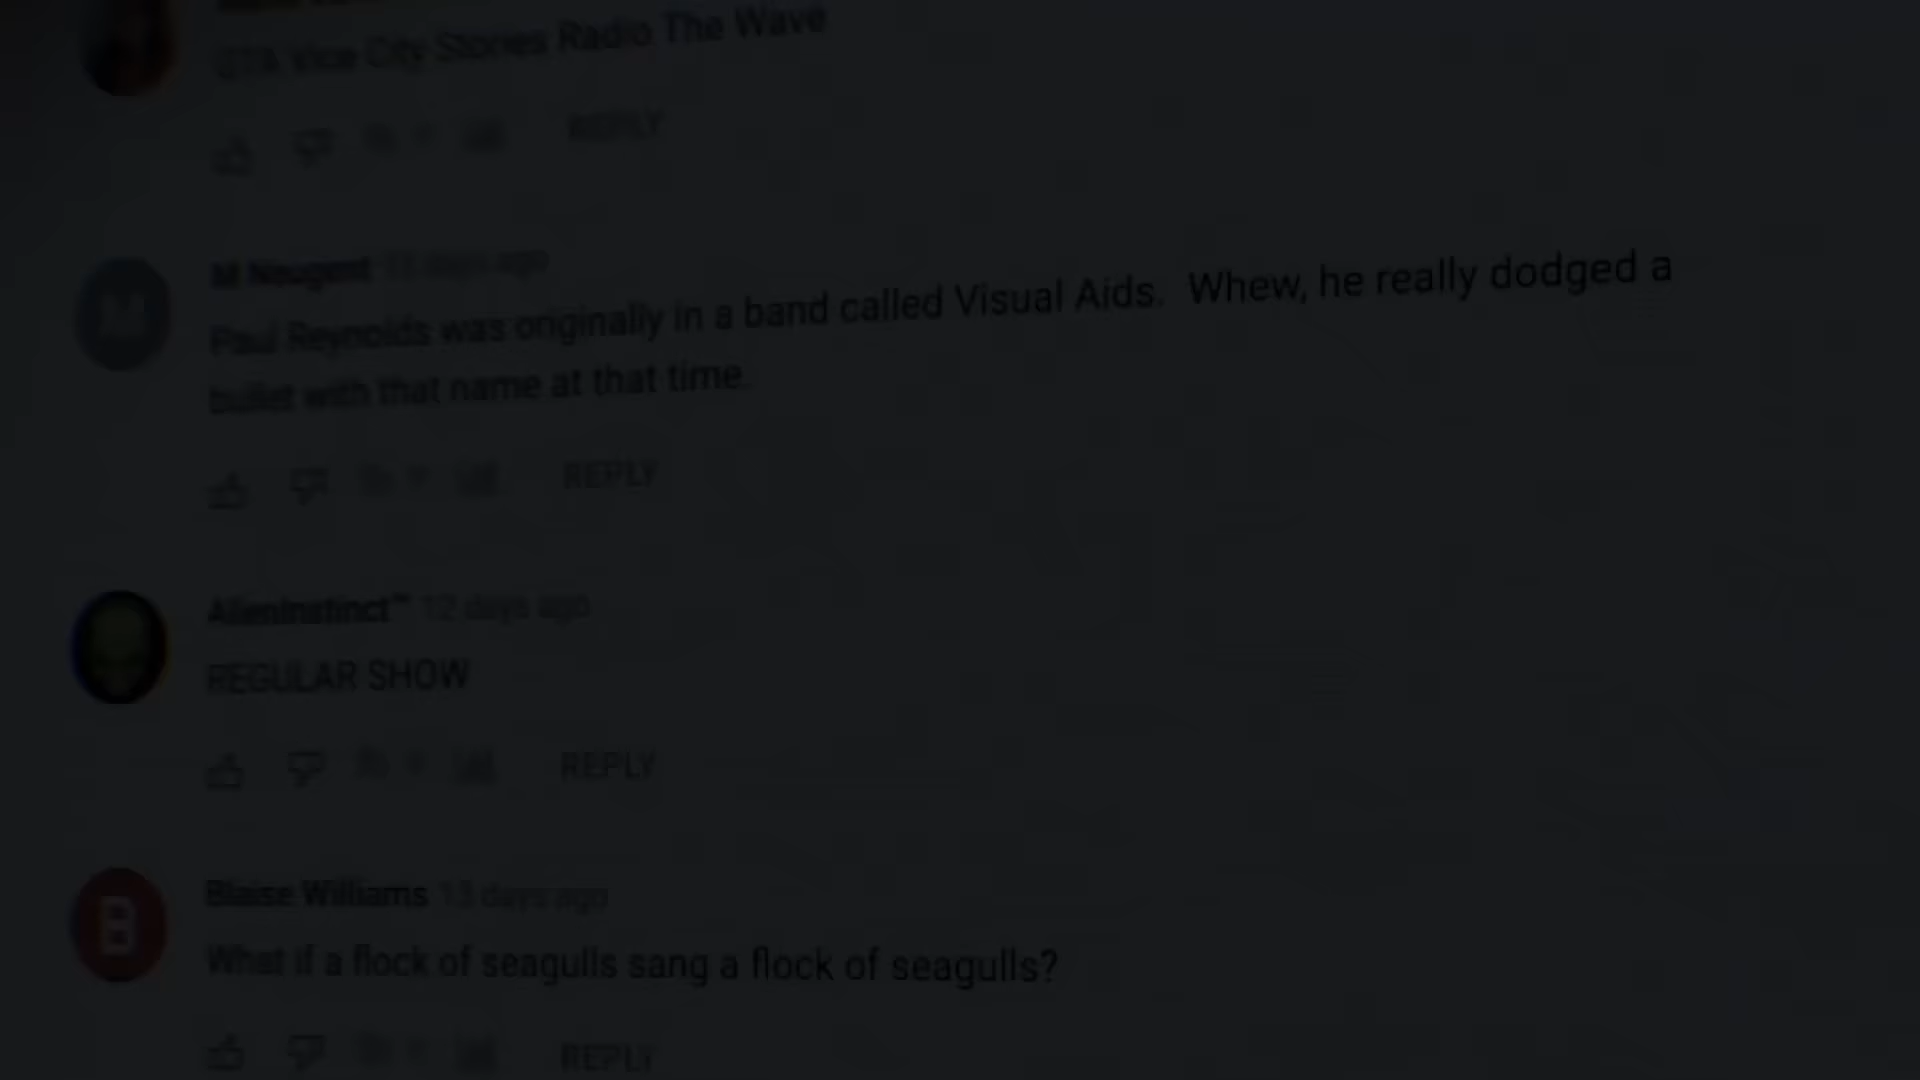 GTA Vice City Stories Radio The Wave
REPLY
M Nougast 13 days ago
Paul Reynolds was originally in a band called Visual Aids.  Whew, he really dodged a
bullet with that name at that time.
REPLY
AlienInstinct™ 12 days ago
REGULAR SHOW
REPLY
B
Blaise Williams 13 days ago
What if a flock of seagulls sang a flock of seagulls?
REPLY